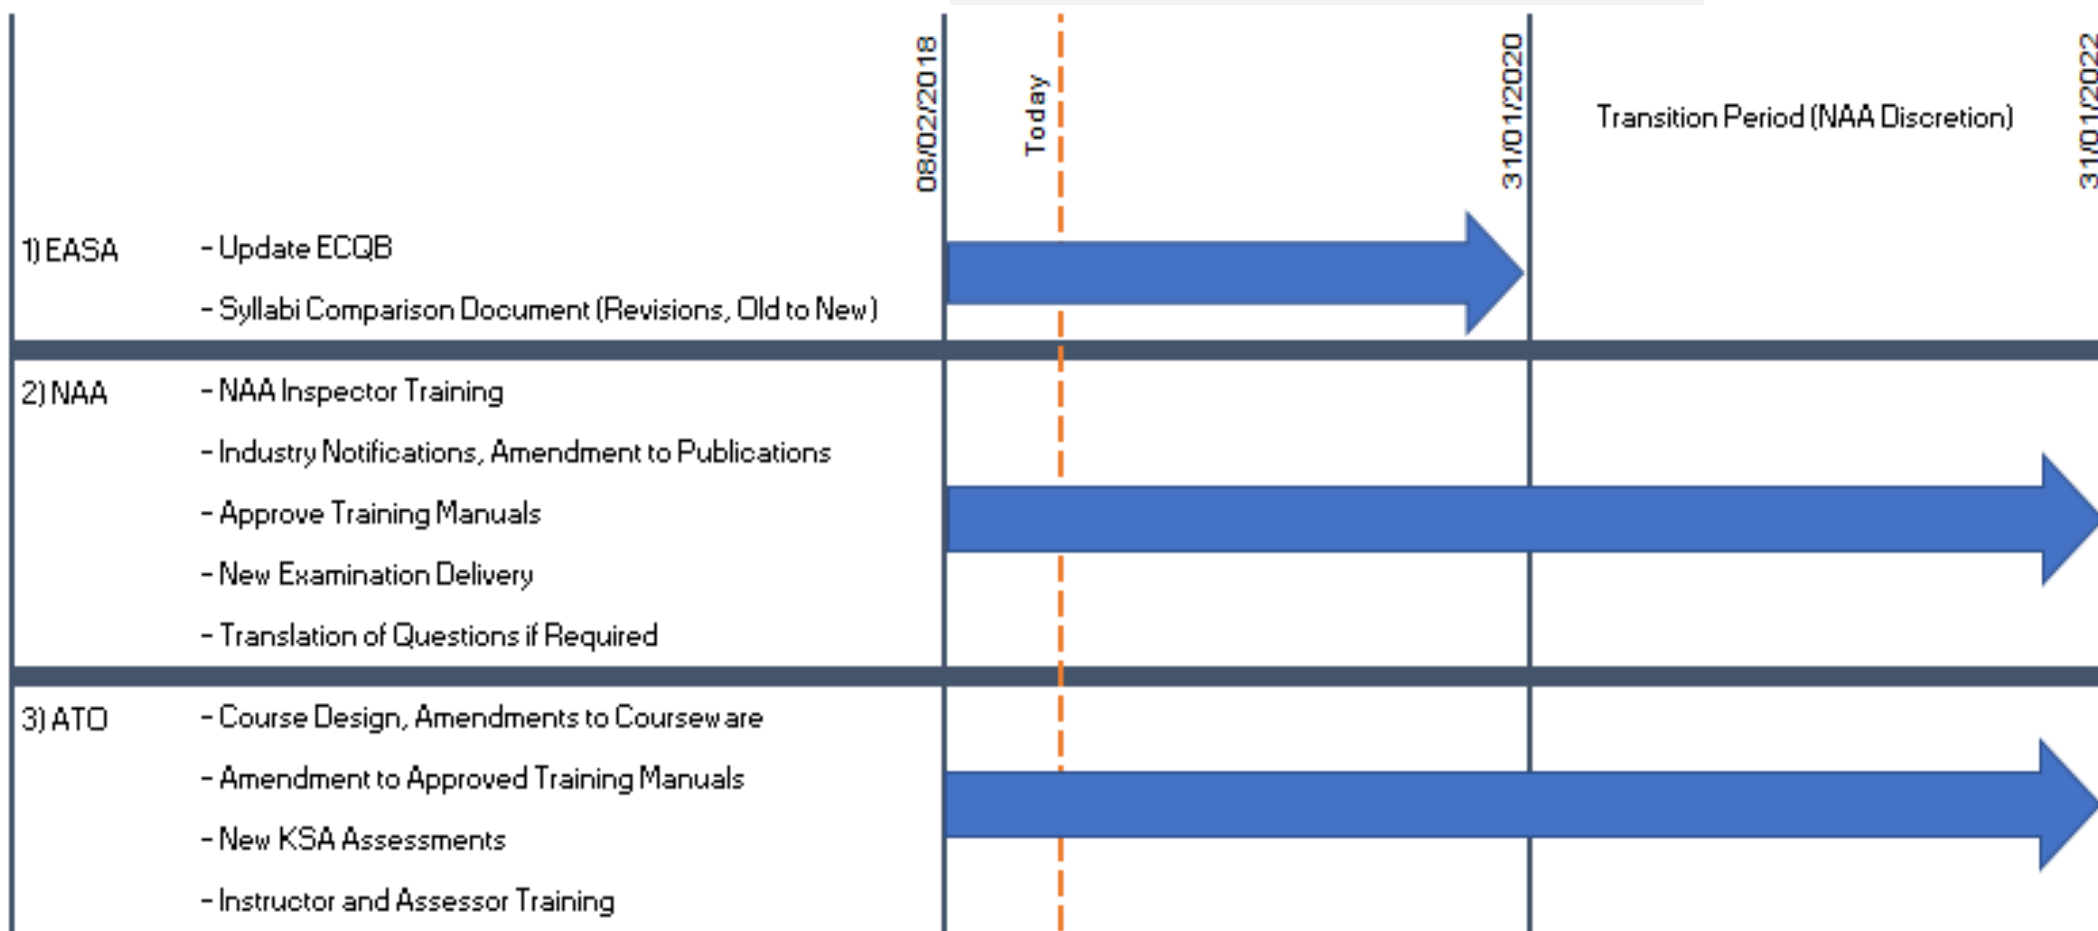 08/02/2018
Today
31/01/2020
Transition Period (NAA Discretion)
31/01/2022
1) EASA - Update ECQB
- Syllabi Comparison Document (Revisions, Old to New)
2) NAA - NAA Inspector Training
- Industry Notifications, Amendment to Publications
- Approve Training Manuals
- New Examination Delivery
- Translation of Questions if Required
3) ATO - Course Design, Amendments to Courseware
- Amendment to Approved Training Manuals
- New KSA Assessments
- Instructor and Assessor Training